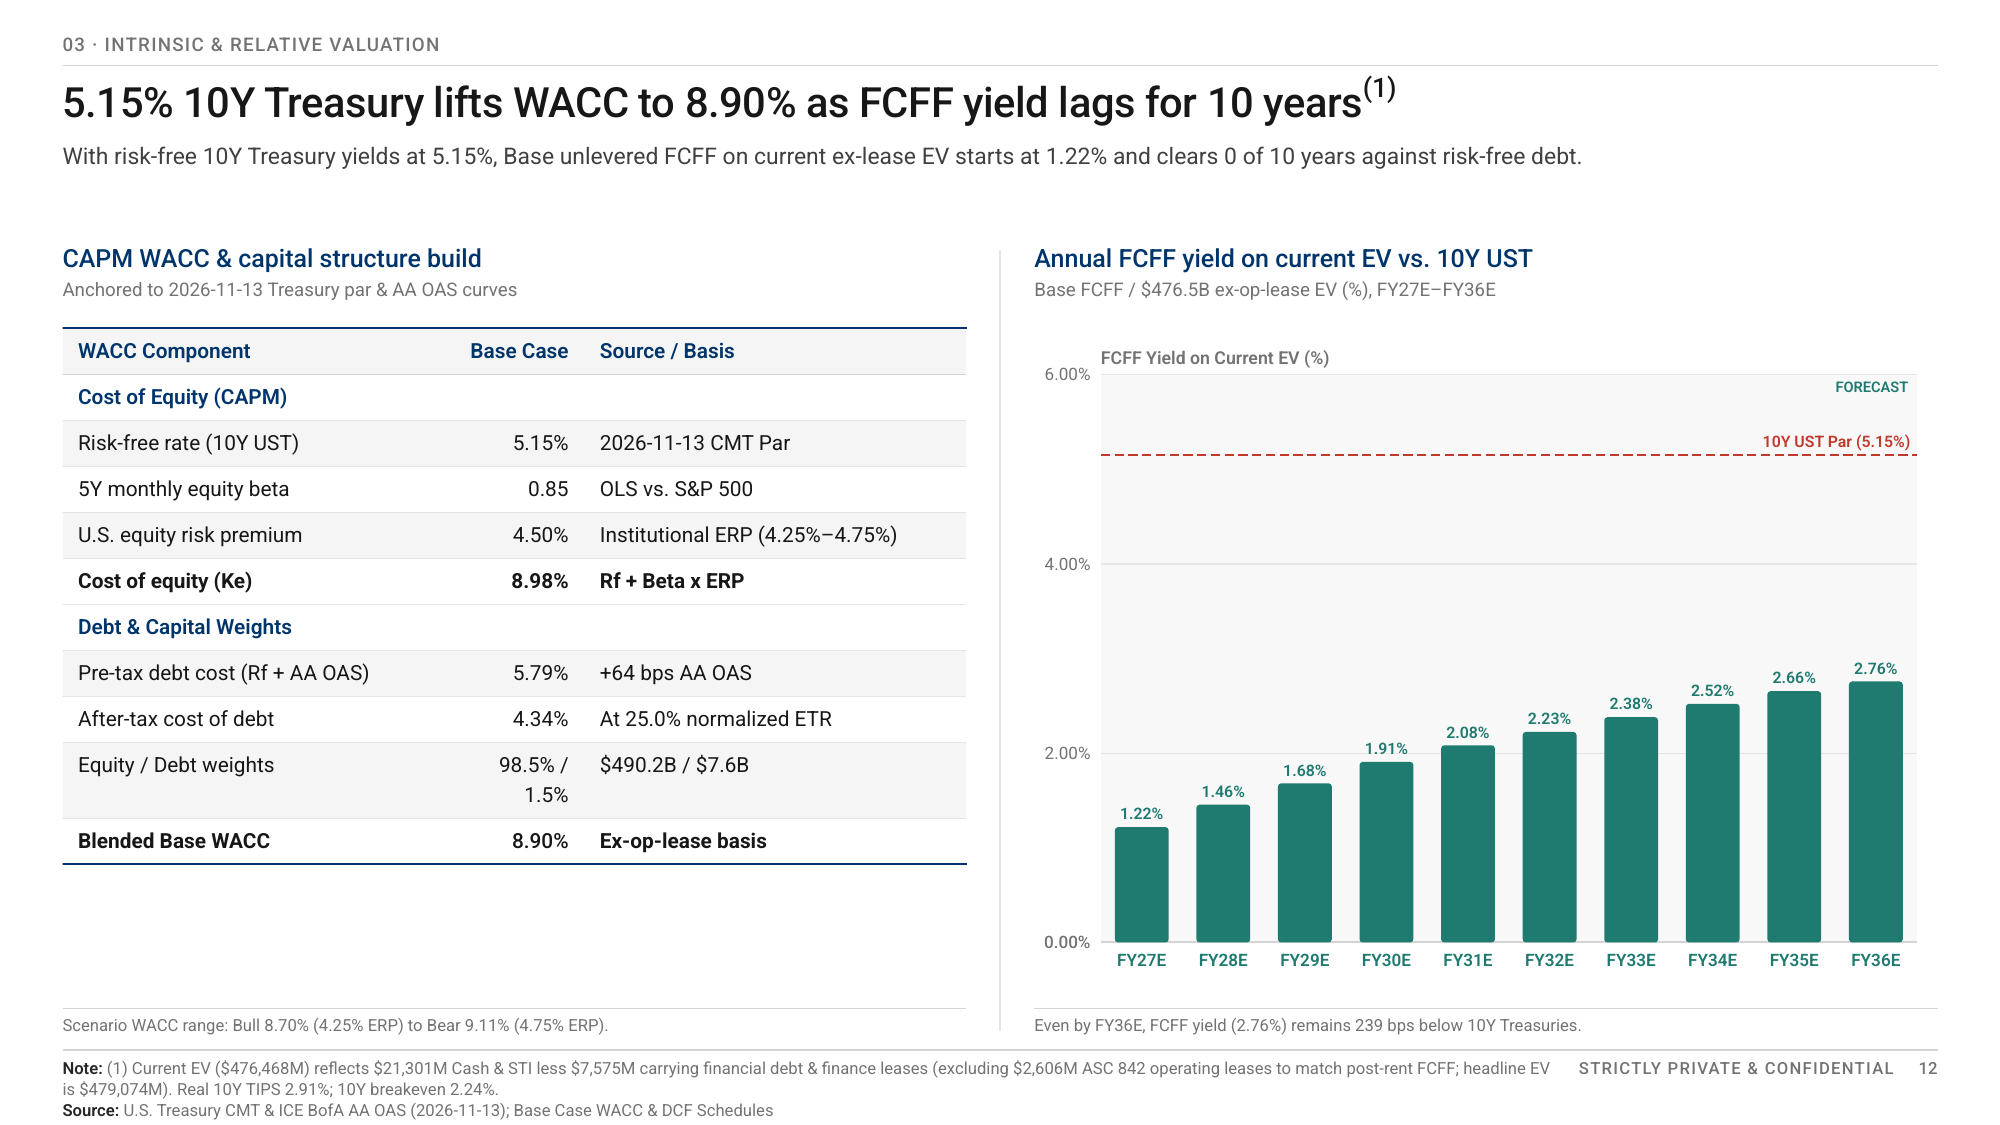 03 · INTRINSIC & RELATIVE VALUATION
5.15% 10Y Treasury lifts WACC to 8.90% as FCFF yield lags for 10 years(1)
With risk-free 10Y Treasury yields at 5.15%, Base unlevered FCFF on current ex-lease EV starts at 1.22% and clears 0 of 10 years against risk-free debt.
CAPM WACC & capital structure build
Anchored to 2026-11-13 Treasury par & AA OAS curves
WACC Component Base Case Source / Basis
Cost of Equity (CAPM)
Risk-free rate (10Y UST) 5.15% 2026-11-13 CMT Par
5Y monthly equity beta 0.85 OLS vs. S&P 500
U.S. equity risk premium 4.50% Institutional ERP (4.25%–4.75%)
Cost of equity (Ke) 8.98% Rf + Beta x ERP
Debt & Capital Weights
Pre-tax debt cost (Rf + AA OAS) 5.79% +64 bps AA OAS
After-tax cost of debt 4.34% At 25.0% normalized ETR
Equity / Debt weights 98.5% / $490.2B / $7.6B
1.5%
Blended Base WACC 8.90% Ex-op-lease basis
Scenario WACC range: Bull 8.70% (4.25% ERP) to Bear 9.11% (4.75% ERP).
Annual FCFF yield on current EV vs. 10Y UST
Base FCFF / $476.5B ex-op-lease EV (%), FY27E–FY36E
FCFF Yield on Current EV (%)
6.00%
FORECAST
10Y UST Par (5.15%)
4.00%
2.00%
0.00%
1.22% 1.46% 1.68% 1.91% 2.08% 2.23% 2.38% 2.52% 2.66% 2.76%
FY27E FY28E FY29E FY30E FY31E FY32E FY33E FY34E FY35E FY36E
Even by FY36E, FCFF yield (2.76%) remains 239 bps below 10Y Treasuries.
Note: (1) Current EV ($476,468M) reflects $21,301M Cash & STI less $7,575M carrying financial debt & finance leases (excluding $2,606M ASC 842 operating leases to match post-rent FCFF; headline EV
is $479,074M). Real 10Y TIPS 2.91%; 10Y breakeven 2.24%.
Source: U.S. Treasury CMT & ICE BofA AA OAS (2026-11-13); Base Case WACC & DCF Schedules
STRICTLY PRIVATE & CONFIDENTIAL 12